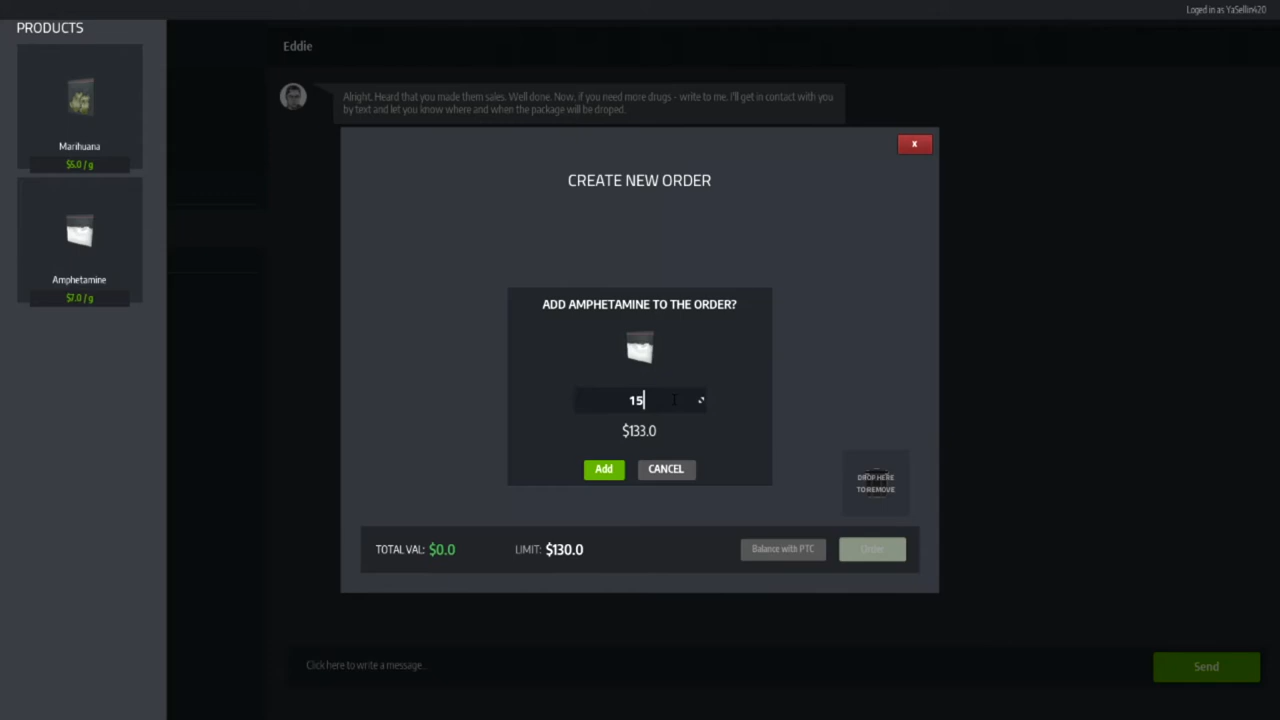 Loged in as YaSellin420
PRODUCTS
Marihuana
$5.0 / g
Amphetamine
$7.0 / g
Eddie
Alright. Heard that you made them sales. Well done. Now, if you need more drugs - write to me. I'll get in contact with you
by text and let you know where and when the package will be droped.
x
CREATE NEW ORDER
ADD AMPHETAMINE TO THE ORDER?
15
$133.0
Add CANCEL
DROP HERE
TO REMOVE
TOTAL VAL: $0.0 LIMIT: $130.0 Balance with PTC Order
Click here to write a message... Send